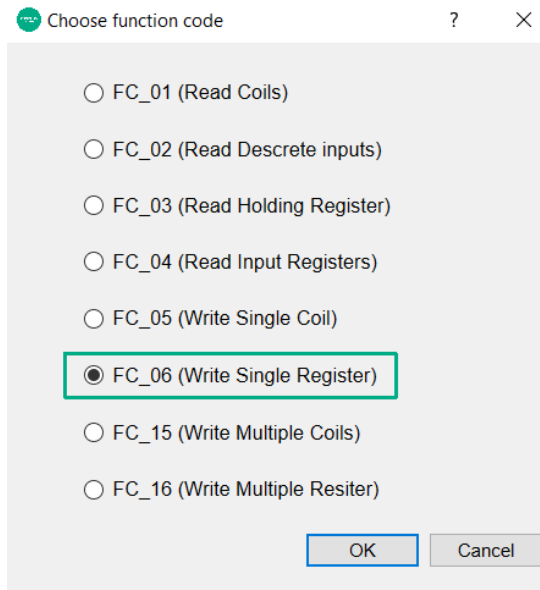 Choose function code ?
FC_01 (Read Coils)
FC_02 (Read Descrete inputs)
FC_03 (Read Holding Register)
FC_04 (Read Input Registers)
FC_05 (Write Single Coil)
FC_06 (Write Single Register)
FC_15 (Write Multiple Coils)
FC_16 (Write Multiple Resiter)
OK Cancel